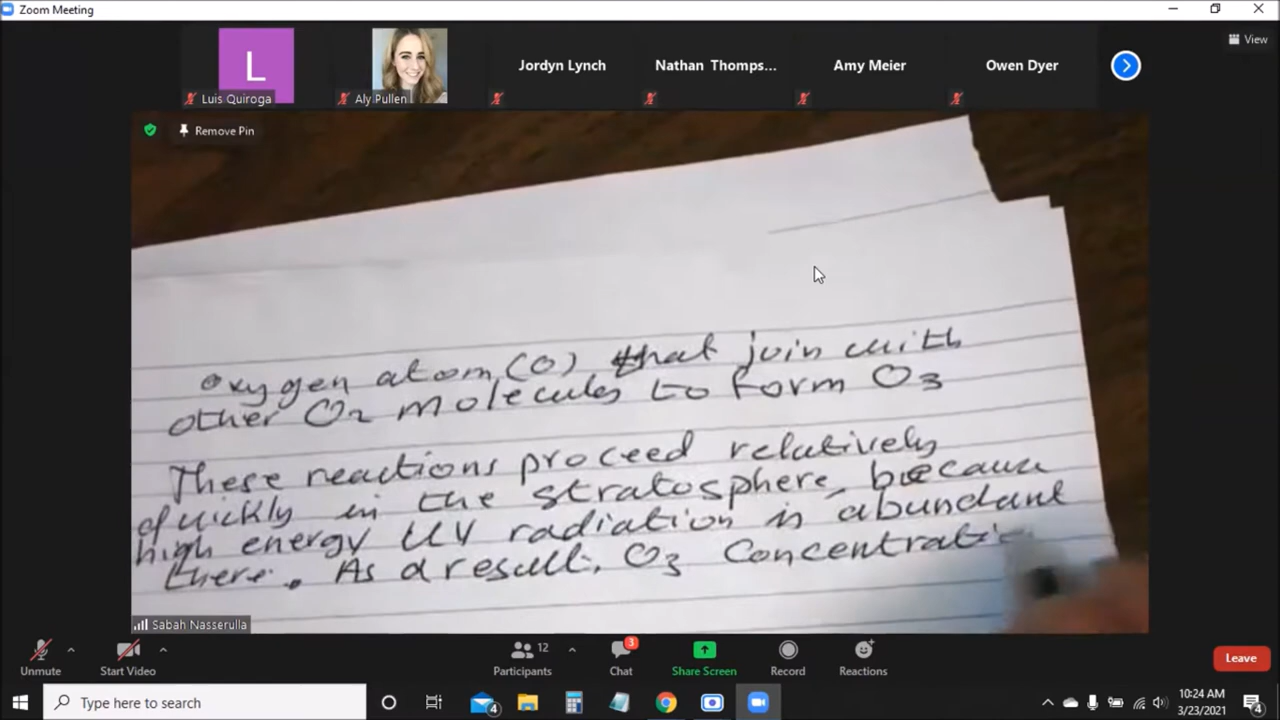 Zoom Meeting
View
L
Luis Quiroga
Aly Pullen
Jordyn Lynch
Nathan Thomps...
Amy Meier
Owen Dyer
Remove Pin
oxygen atom (O) that join with
other O2 molecules to form O3
These reactions proceed relatively
quickly in the stratosphere, because
high energy UV radiation is abundant
there. As a result, O3 Concentratio
Sabah Nasserulla
Unmute
Start Video
Participants
12
Chat
3
Share Screen
Record
Reactions
Leave
Type here to search
4
10:24 AM
3/23/2021
4